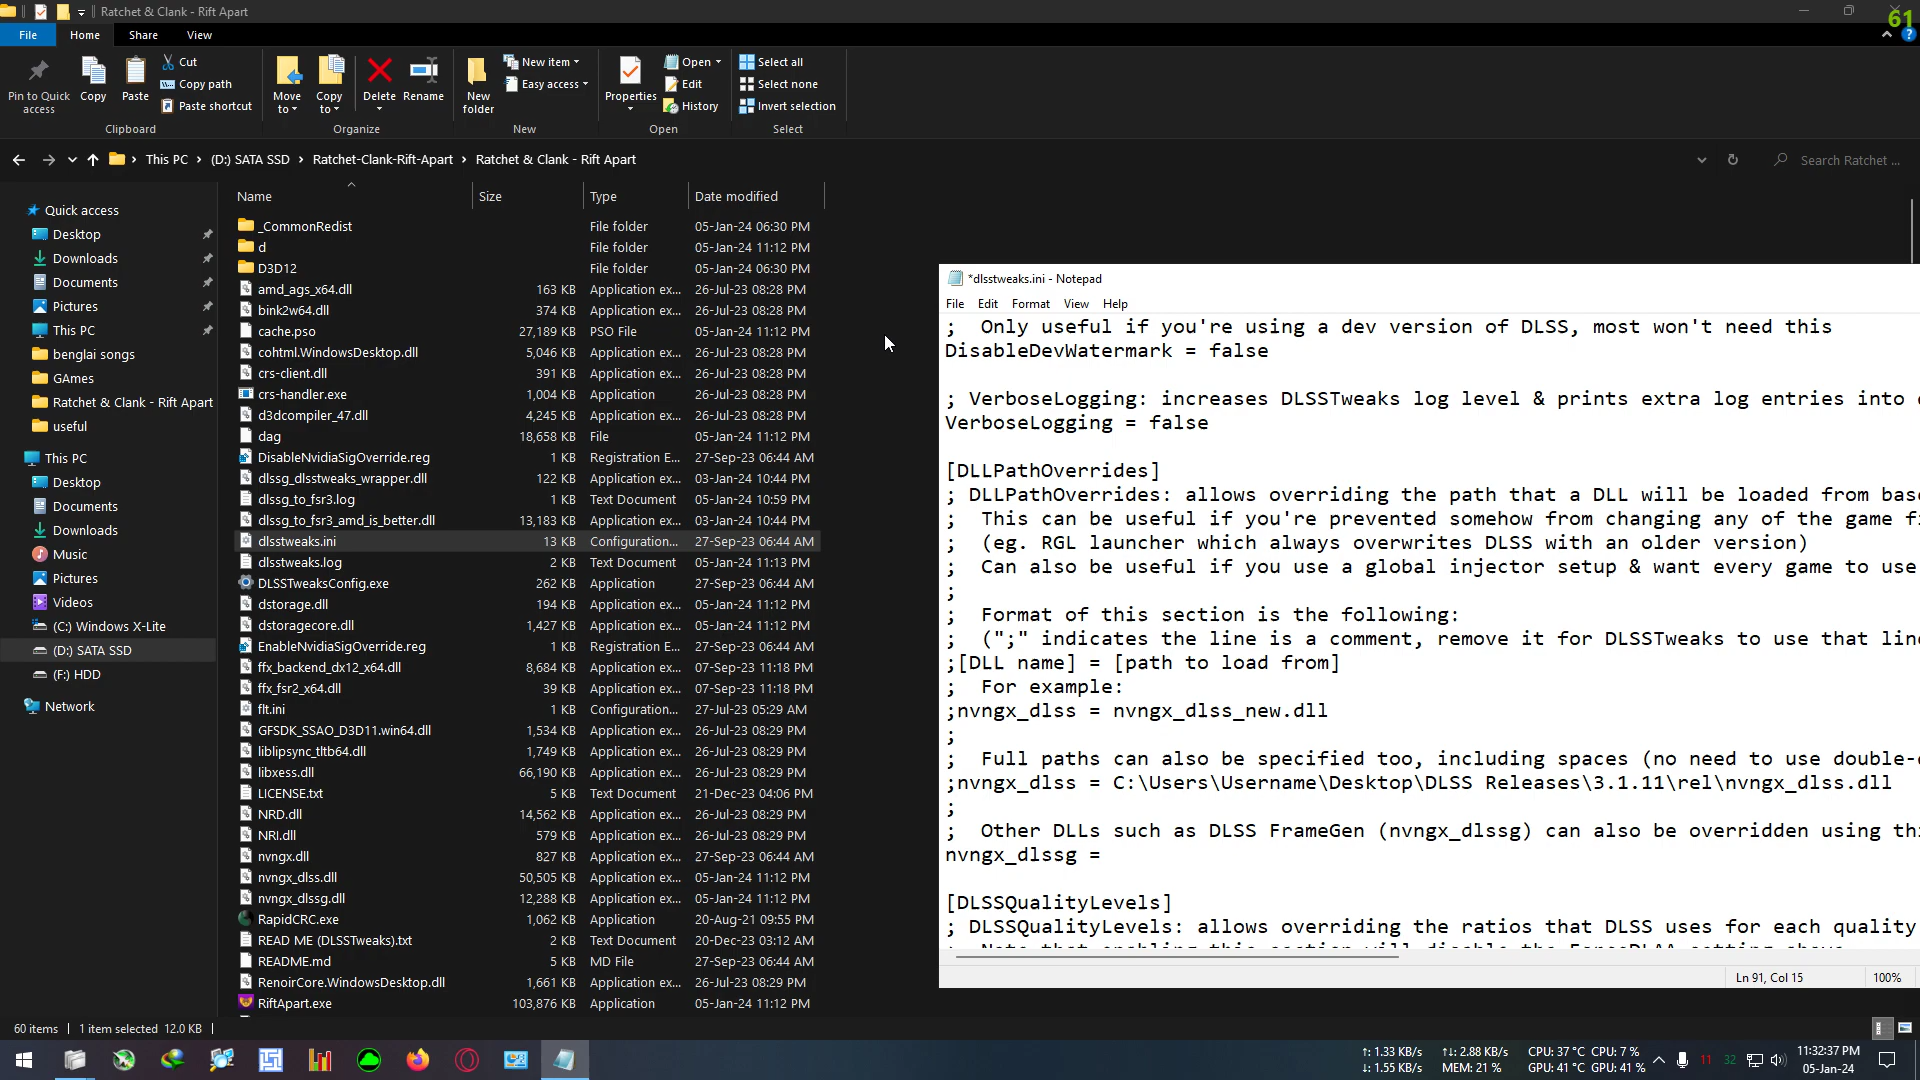 Ratchet & Clank - Rift Apart
61
File Home Share View
Pin to Quick access
Copy
Paste
Cut
Copy path
Paste shortcut
Clipboard
Move to
Copy to
Delete
Rename
Organize
New folder
New item
Easy access
New
Properties
Open
Edit
History
Open
Select all
Select none
Invert selection
Select
This PC > (D:) SATA SSD > Ratchet-Clank-Rift-Apart > Ratchet & Clank - Rift Apart
Search Ratchet ...
Quick access
Desktop
Downloads
Documents
Pictures
This PC
benglai songs
GAmes
Ratchet & Clank - Rift Apart
useful
This PC
Desktop
Documents
Downloads
Music
Pictures
Videos
(C:) Windows X-Lite
(D:) SATA SSD
(F:) HDD
Network
Name Size Type Date modified
_CommonRedist File folder 05-Jan-24 06:30 PM
d File folder 05-Jan-24 11:12 PM
D3D12 File folder 05-Jan-24 06:30 PM
amd_ags_x64.dll 163 KB Application ex... 26-Jul-23 08:28 PM
bink2w64.dll 374 KB Application ex... 26-Jul-23 08:28 PM
cache.pso 27,189 KB PSO File 05-Jan-24 11:12 PM
cohtml.WindowsDesktop.dll 5,046 KB Application ex... 26-Jul-23 08:28 PM
crs-client.dll 391 KB Application ex... 26-Jul-23 08:28 PM
crs-handler.exe 1,004 KB Application 26-Jul-23 08:28 PM
d3dcompiler_47.dll 4,245 KB Application ex... 26-Jul-23 08:28 PM
dag 18,658 KB File 05-Jan-24 11:12 PM
DisableNvidiaSigOverride.reg 1 KB Registration E... 27-Sep-23 06:44 AM
dlssg_dlsstweaks_wrapper.dll 122 KB Application ex... 03-Jan-24 10:44 PM
dlssg_to_fsr3.log 1 KB Text Document 05-Jan-24 10:59 PM
dlssg_to_fsr3_amd_is_better.dll 13,183 KB Application ex... 03-Jan-24 10:44 PM
dlsstweaks.ini 13 KB Configuration... 27-Sep-23 06:44 AM
dlsstweaks.log 2 KB Text Document 05-Jan-24 11:13 PM
DLSSTweaksConfig.exe 262 KB Application 27-Sep-23 06:44 AM
dstorage.dll 194 KB Application ex... 05-Jan-24 11:12 PM
dstoragecore.dll 1,427 KB Application ex... 05-Jan-24 11:12 PM
EnableNvidiaSigOverride.reg 1 KB Registration E... 27-Sep-23 06:44 AM
ffx_backend_dx12_x64.dll 8,684 KB Application ex... 07-Sep-23 11:18 PM
ffx_fsr2_x64.dll 39 KB Application ex... 07-Sep-23 11:18 PM
flt.ini 1 KB Configuration... 27-Jul-23 05:29 AM
GFSDK_SSAO_D3D11.win64.dll 1,534 KB Application ex... 26-Jul-23 08:29 PM
liblipsync_tltb64.dll 1,749 KB Application ex... 26-Jul-23 08:29 PM
libxess.dll 66,190 KB Application ex... 26-Jul-23 08:29 PM
LICENSE.txt 5 KB Text Document 21-Dec-23 04:06 PM
NRD.dll 14,562 KB Application ex... 26-Jul-23 08:29 PM
NRI.dll 579 KB Application ex... 26-Jul-23 08:29 PM
nvngx.dll 827 KB Application ex... 27-Sep-23 06:44 AM
nvngx_dlss.dll 50,505 KB Application ex... 05-Jan-24 11:12 PM
nvngx_dlssg.dll 12,288 KB Application ex... 05-Jan-24 11:12 PM
RapidCRC.exe 1,062 KB Application 20-Aug-21 09:55 PM
READ ME (DLSSTweaks).txt 2 KB Text Document 20-Dec-23 03:12 AM
README.md 5 KB MD File 27-Sep-23 06:44 AM
RenoirCore.WindowsDesktop.dll 1,661 KB Application ex... 26-Jul-23 08:29 PM
RiftApart.exe 103,876 KB Application 05-Jan-24 11:12 PM
*dlsstweaks.ini - Notepad
File Edit Format View Help
; Only useful if you're using a dev version of DLSS, most won't need this
DisableDevWatermark = false
; VerboseLogging: increases DLSSTweaks log level & prints extra log entries into
VerboseLogging = false
[DLLPathOverrides]
; DLLPathOverrides: allows overriding the path that a DLL will be loaded from bas
; This can be useful if you're prevented somehow from changing any of the game f
; (eg. RGL launcher which always overwrites DLSS with an older version)
; Can also be useful if you use a global injector setup & want every game to use
;
; Format of this section is the following:
; (";" indicates the line is a comment, remove it for DLSSTweaks to use that lin
;[DLL name] = [path to load from]
; For example:
;nvngx_dlss = nvngx_dlss_new.dll
;
; Full paths can also be specified too, including spaces (no need to use double-
;nvngx_dlss = C:\Users\Username\Desktop\DLSS Releases\3.1.11\rel\nvngx_dlss.dll
;
; Other DLLs such as DLSS FrameGen (nvngx_dlssg) can also be overridden using th
nvngx_dlssg =
[DLSSQualityLevels]
; DLSSQualityLevels: allows overriding the ratios that DLSS uses for each quality
Ln 91, Col 15 100%
60 items 1 item selected 12.0 KB
↑: 1.33 KB/s ↑↓: 2.88 KB/s CPU: 37 °C CPU: 7 % 11 32 11:32:37 PM
↓: 1.55 KB/s MEM: 21 % GPU: 41 °C GPU: 41 % 05-Jan-24